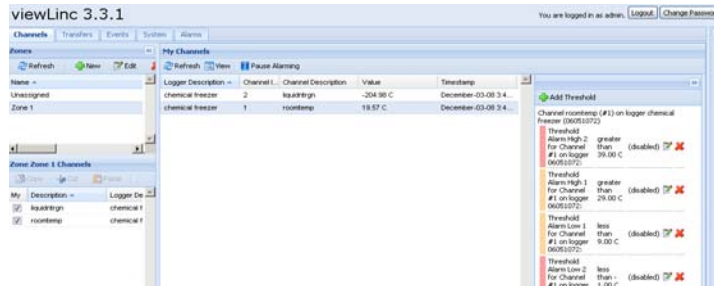 viewLinc 3.3.1
You are logged in as admin. Logout Change Passwo
Channels Transfers Events System Alarms
Zones
Refresh New Edit
Name
Unassigned
Zone 1
Zone Zone 1 Channels
Copy Cut Paste
My Description Logger De
liquidntrgn chemical f
roomtemp chemical f
My Channels
Refresh View Pause Alarming
Logger Description Channel I... Channel Description Value Timestamp
chemical freezer 2 liquidntrgn -204.98 C December-03-08 3:4...
chemical freezer 1 roomtemp 19.57 C December-03-08 3:4...
Add Threshold
Channel roomtemp (#1) on logger chemical
freezer (06051072)
Threshold
Alarm High 2 greater
for Channel than (disabled)
#1 on logger 39.00 C
06051072:
Threshold
Alarm High 1 greater
for Channel than (disabled)
#1 on logger 29.00 C
06051072:
Threshold
Alarm Low 1 less
for Channel than (disabled)
#1 on logger 9.00 C
06051072:
Threshold
Alarm Low 2 less
for Channel than - (disabled)
#1 on logger 1.00 C